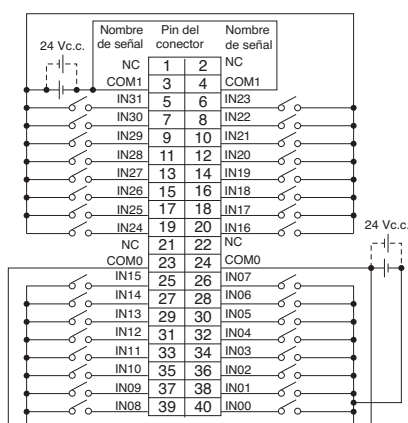 Nombre de señal Pin del conector Nombre de señal
24 Vc.c.
NC 1 2 NC
COM1 3 4 COM1
IN31 5 6 IN23
IN30 7 8 IN22
IN29 9 10 IN21
IN28 11 12 IN20
IN27 13 14 IN19
IN26 15 16 IN18
IN25 17 18 IN17
IN24 19 20 IN16
24 Vc.c.
NC 21 22 NC
COM0 23 24 COM0
IN15 25 26 IN07
IN14 27 28 IN06
IN13 29 30 IN05
IN12 31 32 IN04
IN11 33 34 IN03
IN10 35 36 IN02
IN09 37 38 IN01
IN08 39 40 IN00